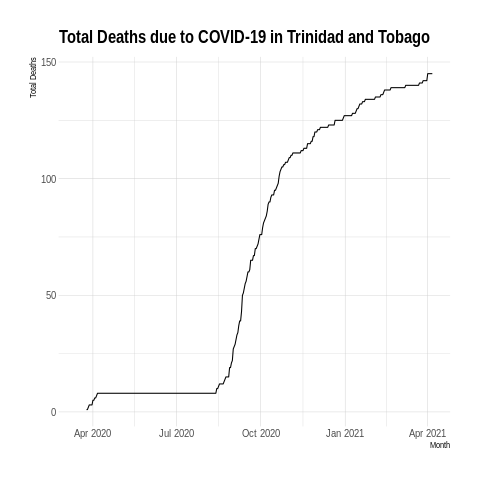 Total Deaths due to COVID-19 in Trinidad and Tobago
Total Deaths
150
100
50
0
Apr 2020 Jul 2020 Oct 2020 Jan 2021 Apr 2021
Month